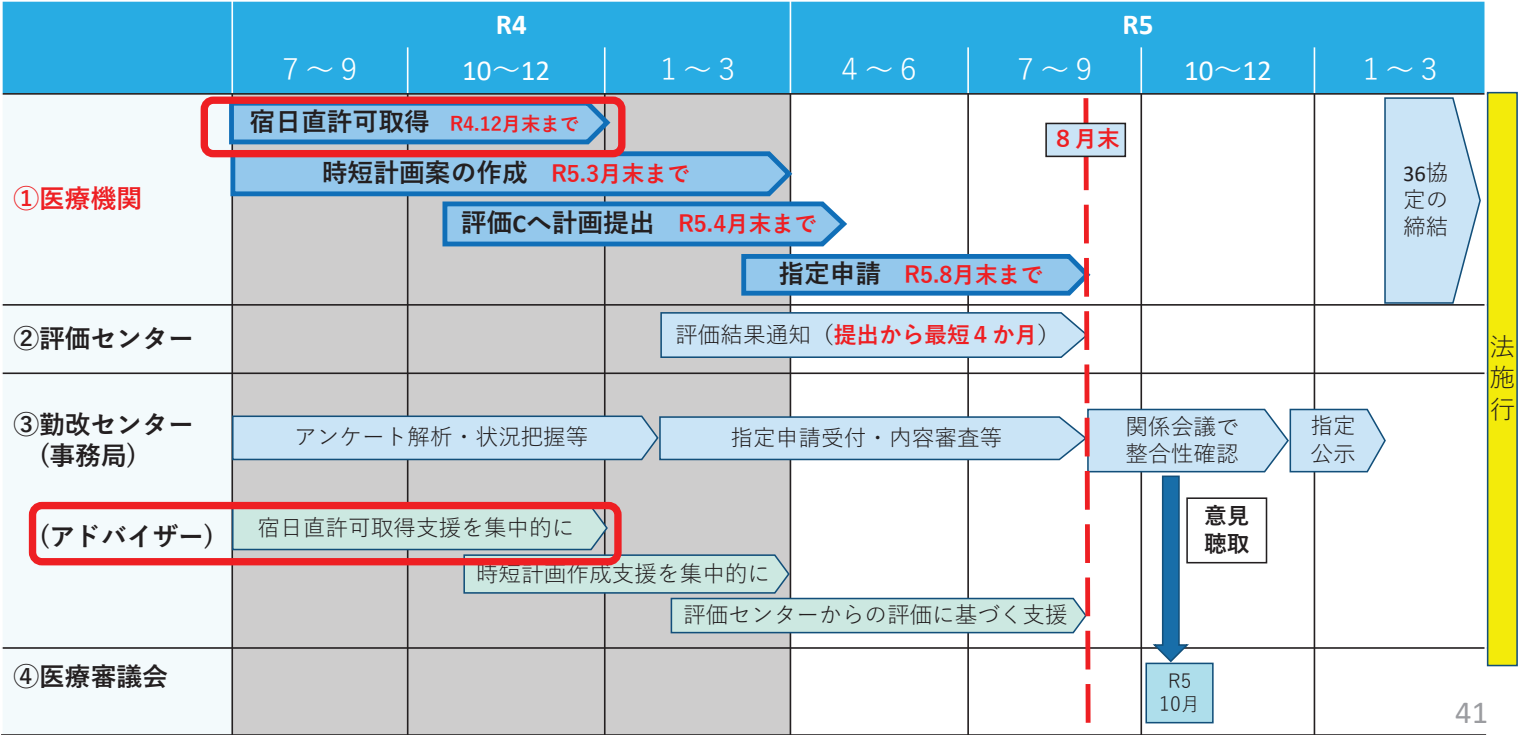 R4
R5
7～9
10～12
1～3
4～6
7～9
10～12
1～3
①医療機関
宿日直許可取得 R4.12月末まで
時短計画案の作成 R5.3月末まで
評価Cへ計画提出 R5.4月末まで
指定申請 R5.8月末まで
８月末
36協
定の
締結
②評価センター
評価結果通知（提出から最短４か月）
③勤改センター
(事務局)
アンケート解析・状況把握等
指定申請受付・内容審査等
関係会議で
整合性確認
指定
公示
(アドバイザー)
宿日直許可取得支援を集中的に
時短計画作成支援を集中的に
評価センターからの評価に基づく支援
意見
聴取
④医療審議会
R5
10月
法施行
41